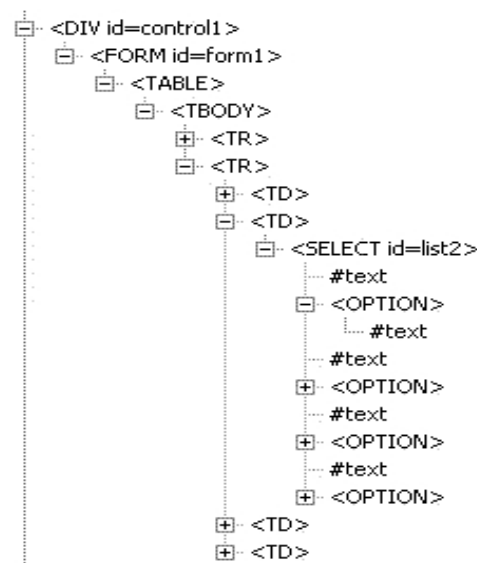 <DIV id=control1>
<FORM id=form1>
<TABLE>
<TBODY>
<TR>
<TR>
<TD>
<TD>
<SELECT id=list2>
#text
<OPTION>
#text
#text
<OPTION>
#text
<OPTION>
#text
<OPTION>
<TD>
<TD>